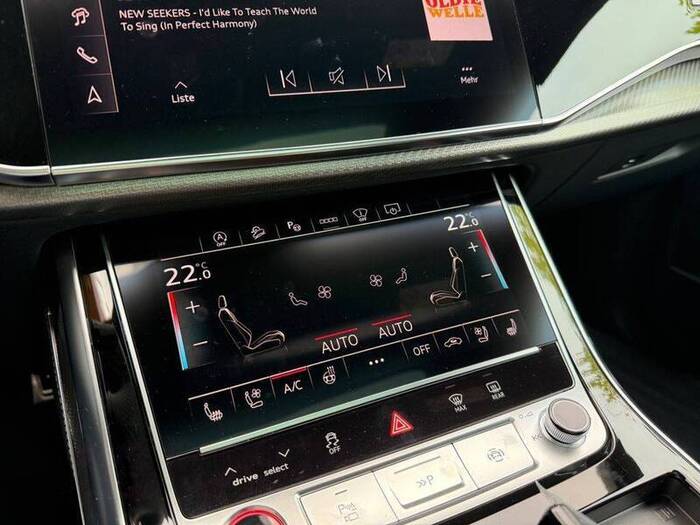 NEW SEEKERS - I'd Like To Teach The World
To Sing (In Perfect Harmony)
OLDIE
WELLE
Liste
Mehr
OFF
P
22.0°C
22.0°C
+
−
+
−
AUTO
AUTO
A/C
OFF
OFF
MAX
REAR
drive select
P